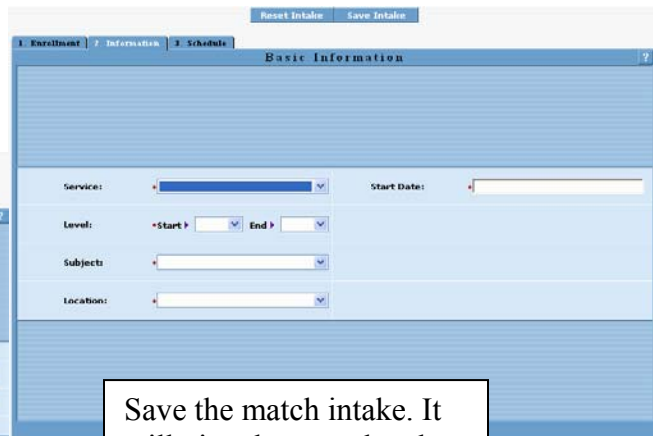 Reset Intake Save Intake
1. Enrollment 2 Information 3 Schedule
Basic Information ?
Service: * Start Date: *
?
Level: *Start End
Subject: *
Location: *
Save the match intake. It